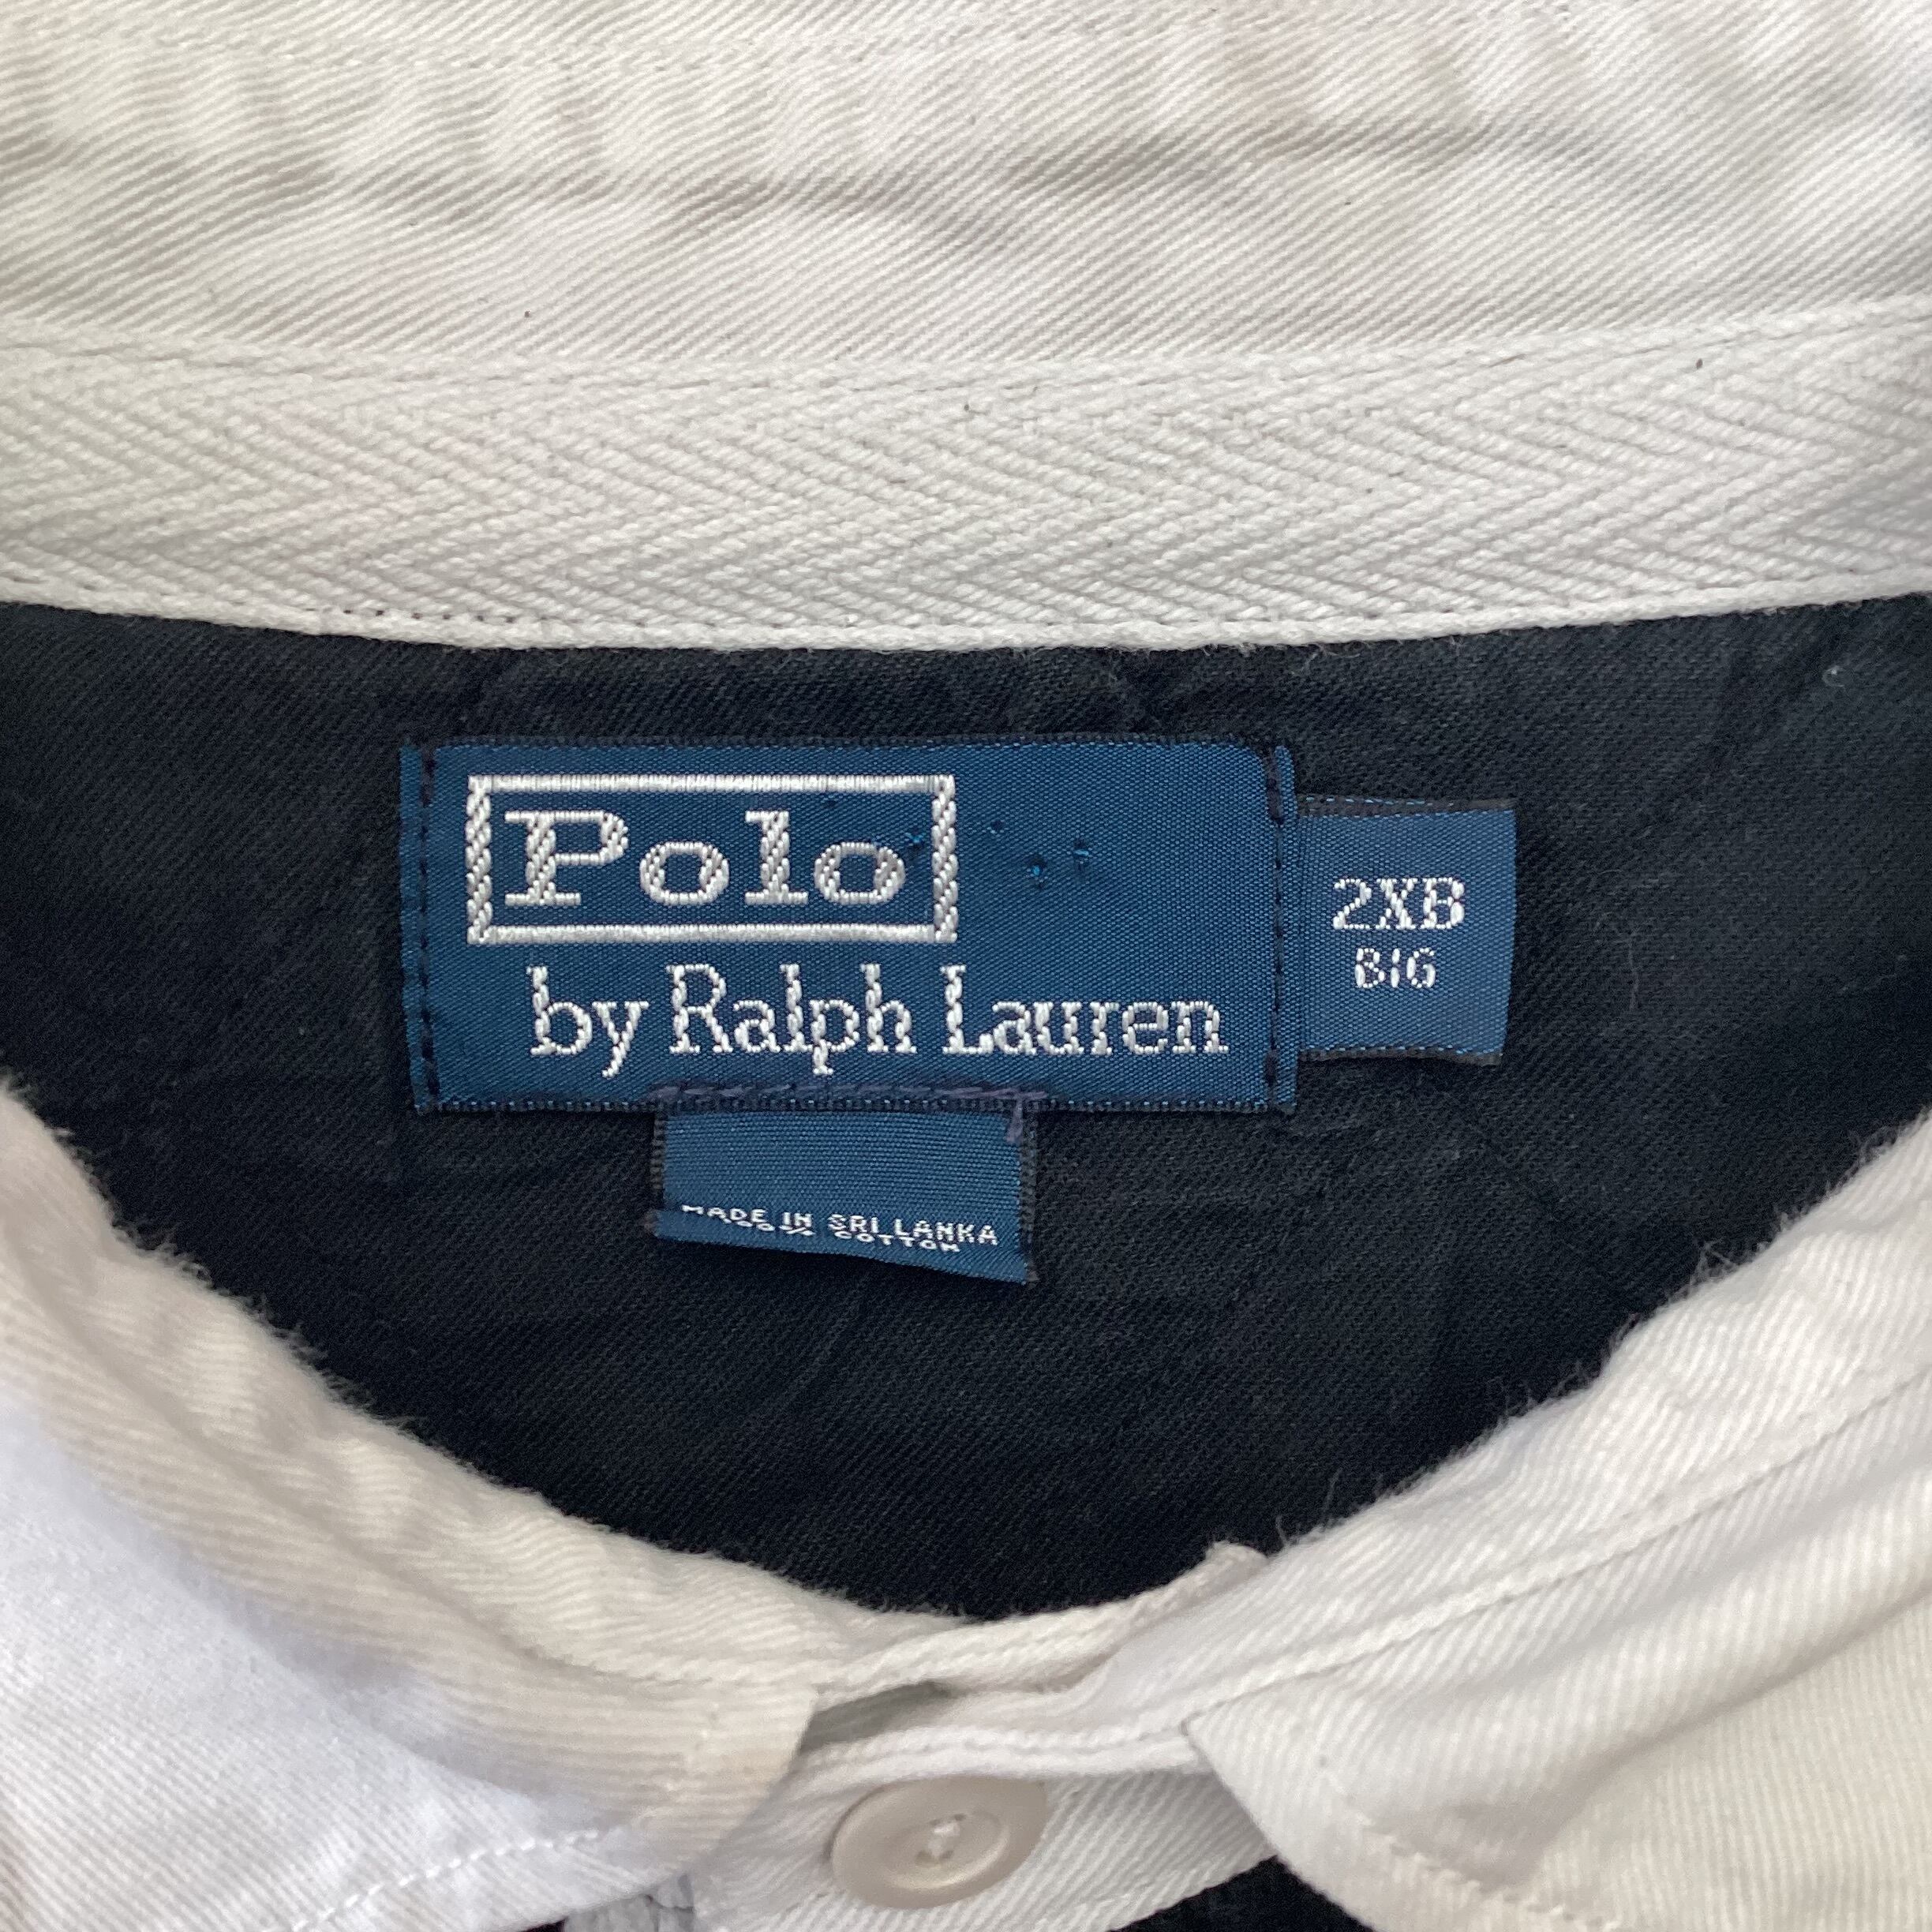 Polo
by Ralph Lauren
2XB
BIG
MADE IN SRI LANKA
100% COTTON